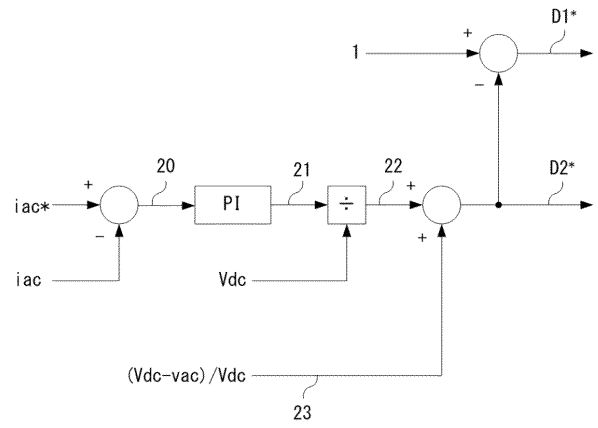 D1*
+
1
−
20
21
22
D2*
+
+
iac*
PI
÷
−
+
iac
Vdc
(Vdc-vac)/Vdc
23